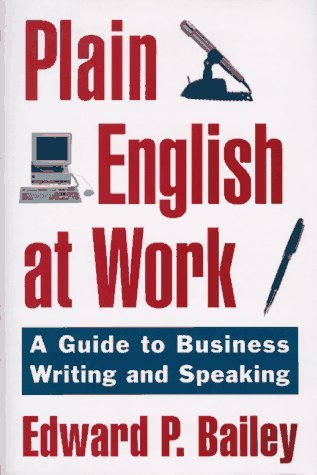 Plain
English
at Work
A Guide to Business
Writing and Speaking
Edward P. Bailey